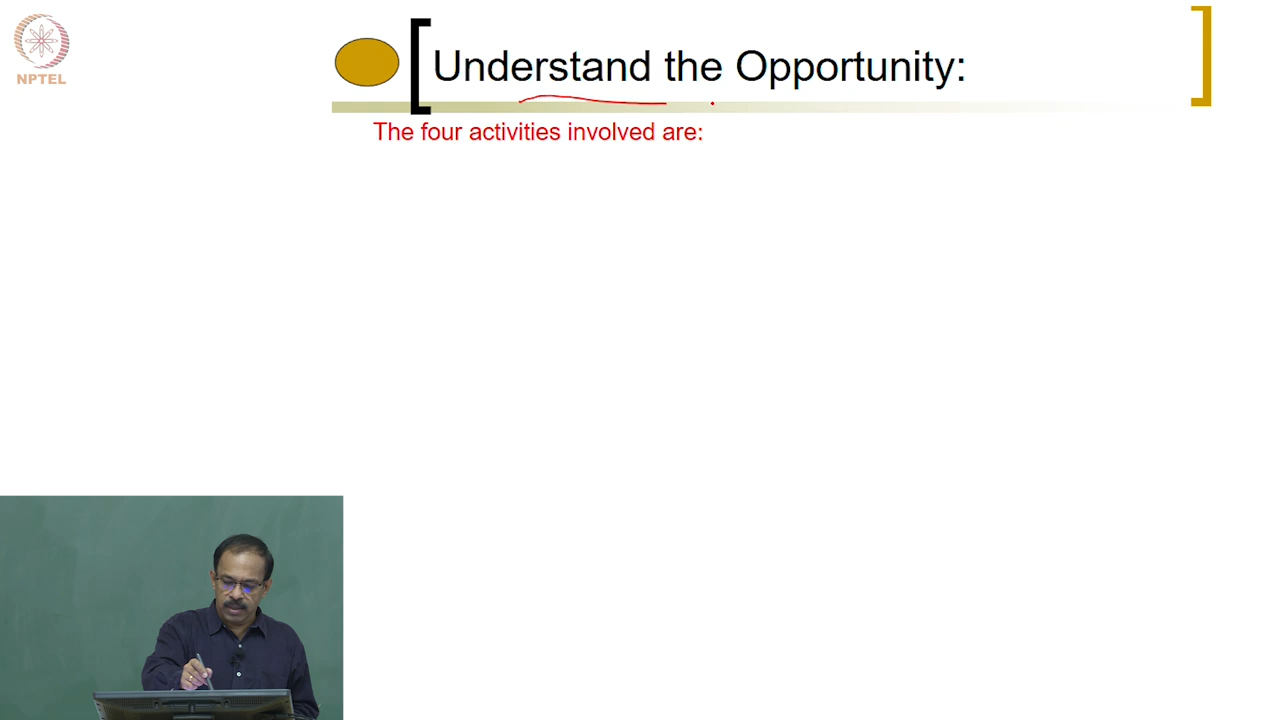 NPTEL
Understand the Opportunity:
The four activities involved are: